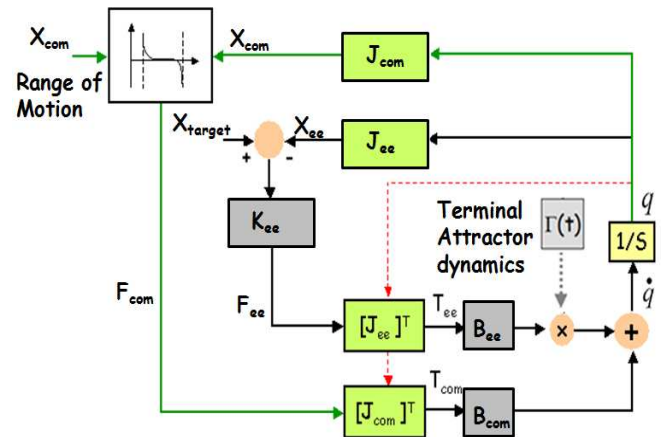 X_com
Range of
Motion
X_com
J_com
X_target
X_ee
J_ee
+
-
K_ee
Terminal
Attractor
dynamics
Γ(t)
q
1/S
q̇
F_com
F_ee
[J_ee]^T
T_ee
B_ee
x
+
[J_com]^T
T_com
B_com